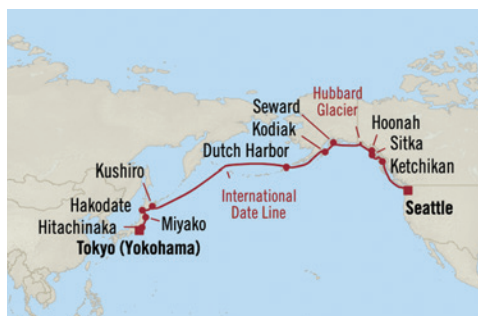 Hubbard
Glacier
Seward
Hoonah
Kodiak
Sitka
Dutch Harbor
Ketchikan
Kushiro
International
Date Line
Seattle
Hakodate
Miyako
Hitachinaka
Tokyo (Yokohama)